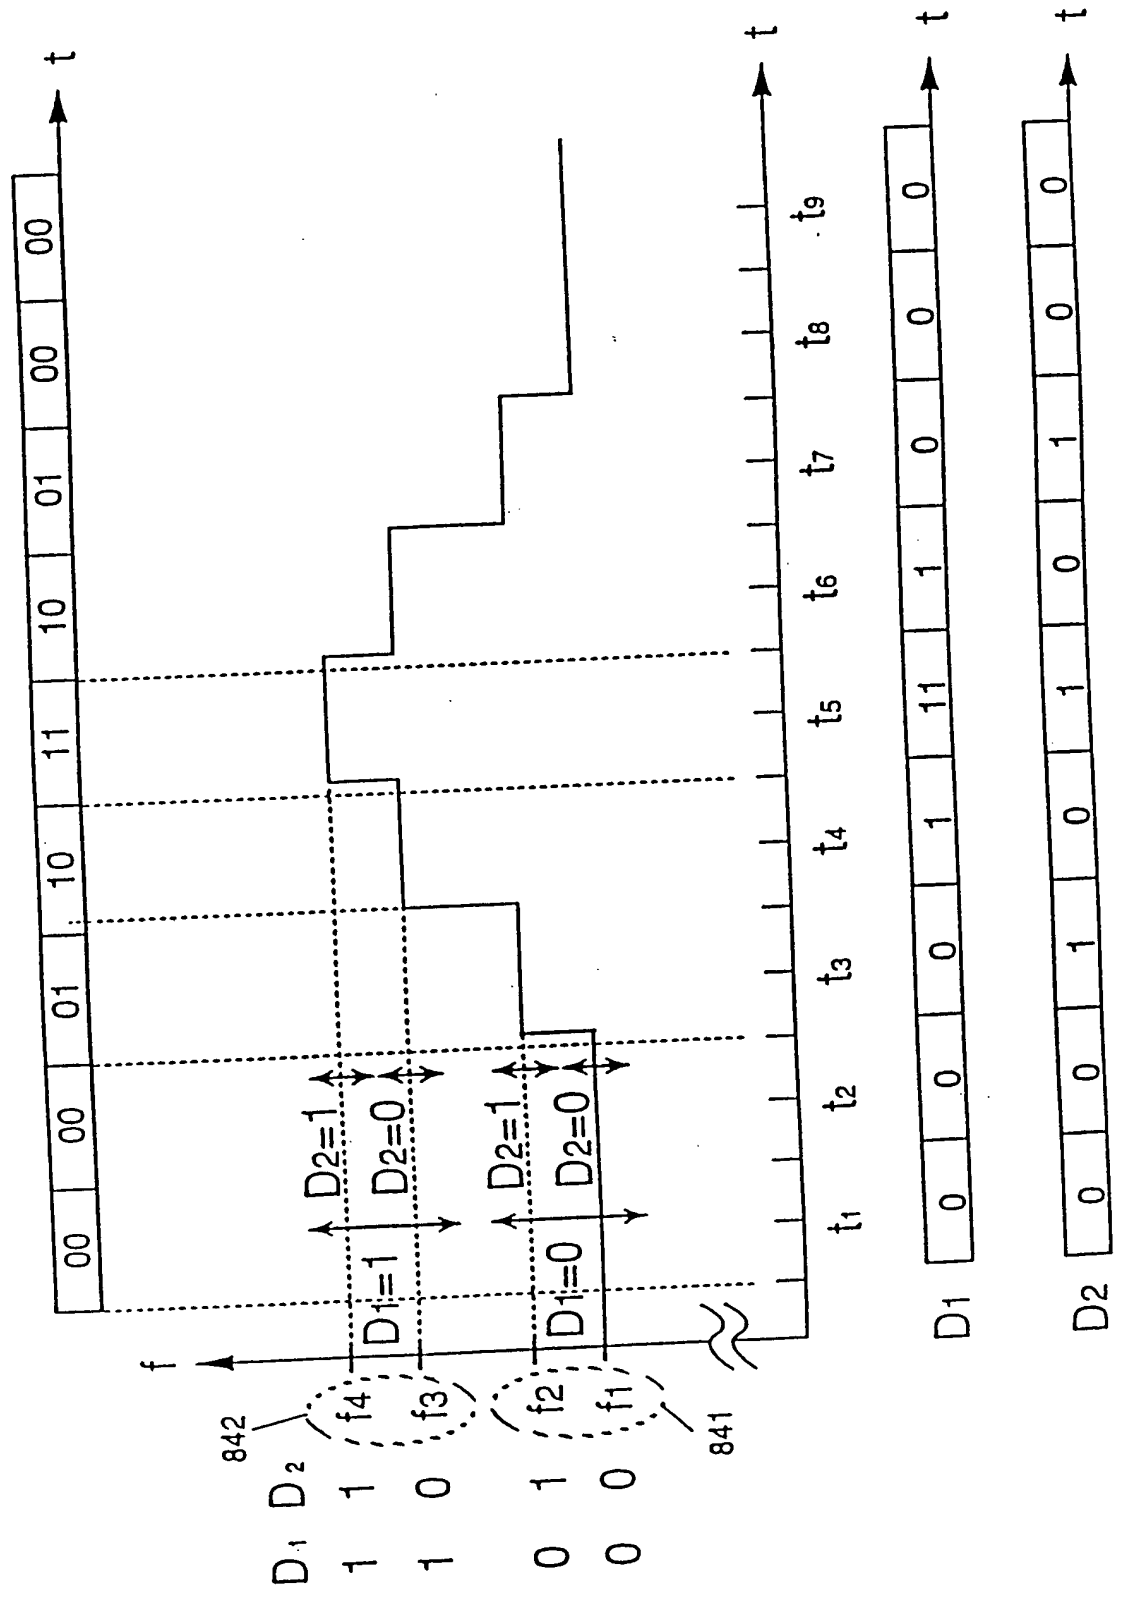 00 00 01 10 11 10 01 00 00 t
f
842
D1 D2
1 1 f4 D2=1
D1=1
1 0 f3 D2=0
0 1 f2 D2=1
D1=0
0 0 f1 D2=0
841
t
t1 t2 t3 t4 t5 t6 t7 t8 t9
D1 0 0 0 1 11 1 0 0 0 t
D2 0 0 1 0 1 0 1 0 0 t